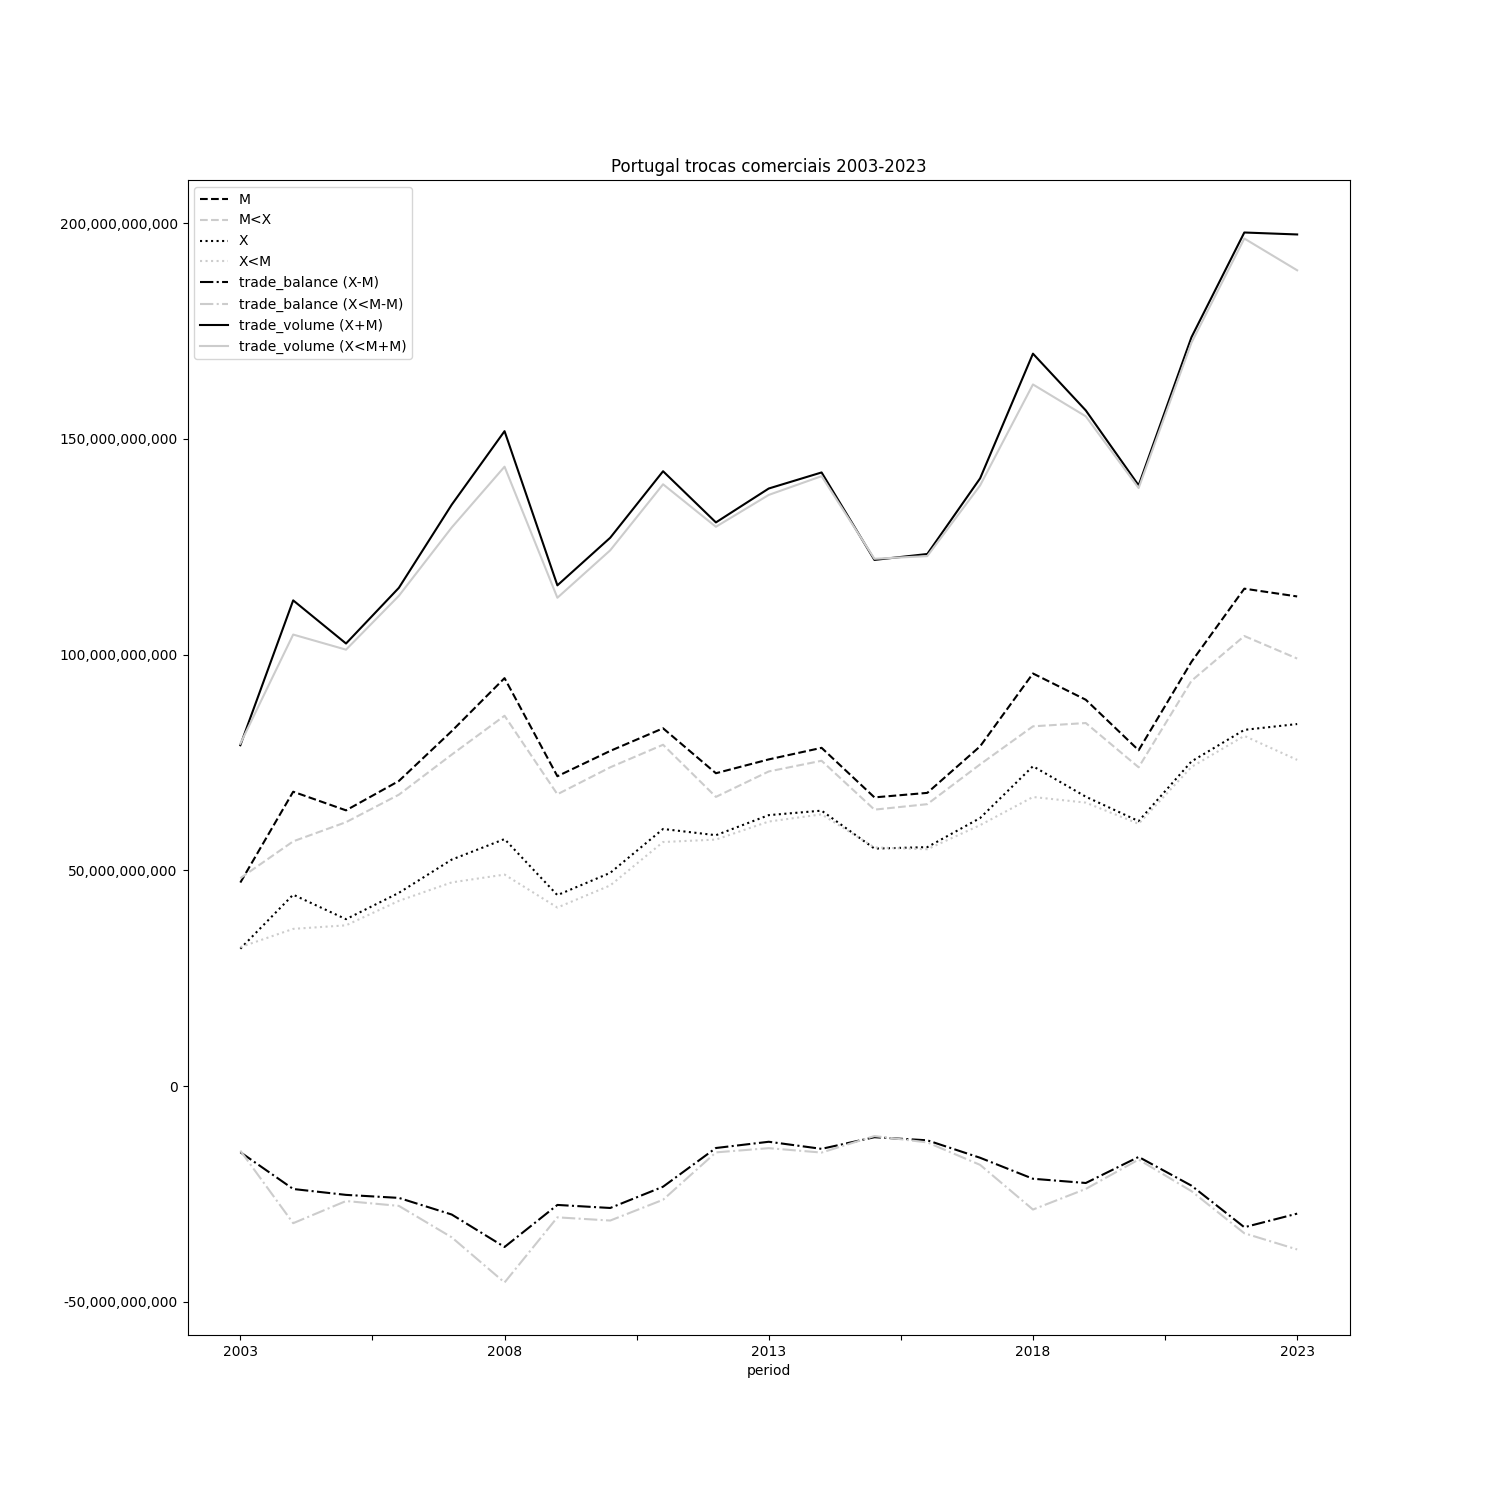 Portugal trocas comerciais 2003-2023
M
M<X
X
X<M
trade_balance (X-M)
trade_balance (X<M-M)
trade_volume (X+M)
trade_volume (X<M+M)
200,000,000,000
150,000,000,000
100,000,000,000
50,000,000,000
0
-50,000,000,000
2003 2008 2013 2018 2023
period